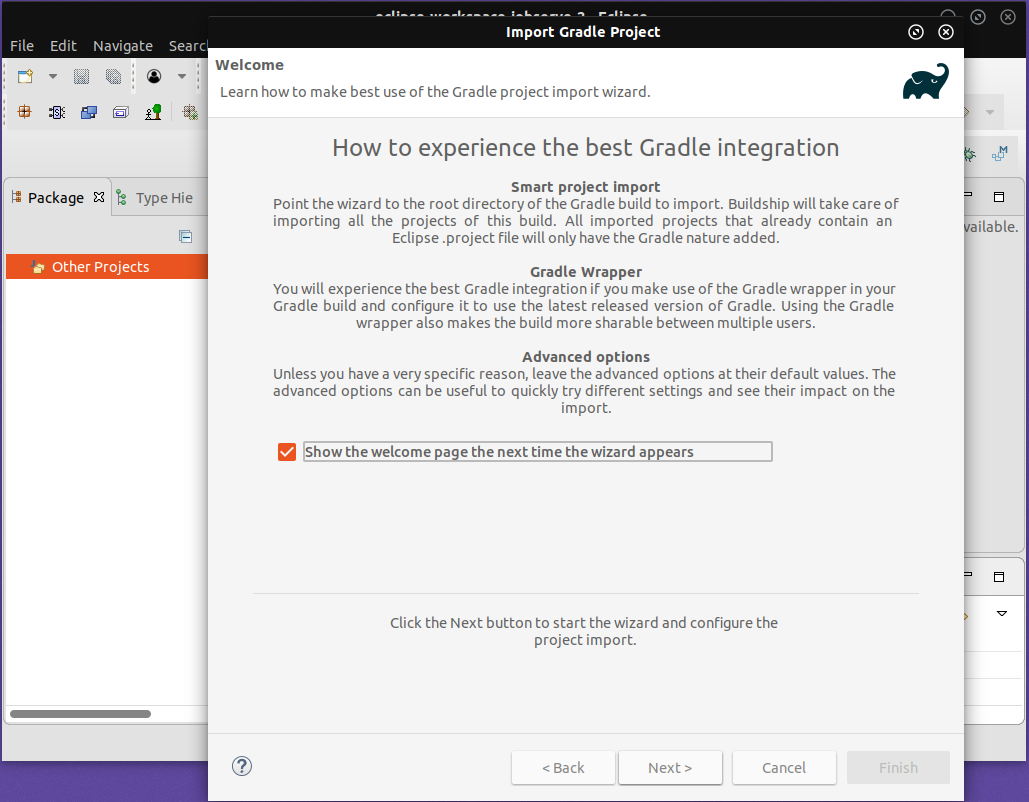 Import Gradle Project
File Edit Navigate
Welcome
Learn how to make best use of the Gradle project import wizard.
How to experience the best Gradle integration
Smart project import
Point the wizard to the root directory of the Gradle build to import. Buildship will take care of
importing all the projects of this build. All imported projects that already contain an
Eclipse .project file will only have the Gradle nature added.
Gradle Wrapper
You will experience the best Gradle integration if you make use of the Gradle wrapper in your
Gradle build and configure it to use the latest released version of Gradle. Using the Gradle
wrapper also makes the build more sharable between multiple users.
Advanced options
Unless you have a very specific reason, leave the advanced options at their default values. The
advanced options can be useful to quickly try different settings and see their impact on the
import.
Show the welcome page the next time the wizard appears
Click the Next button to start the wizard and configure the
project import.
< Back Next > Cancel Finish
Package Type Hie
Other Projects
vailable.